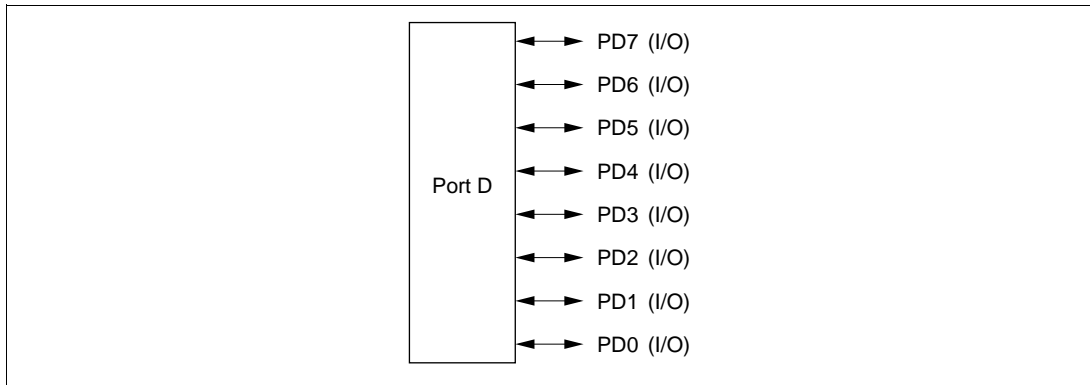 PD7 (I/O)
PD6 (I/O)
PD5 (I/O)
PD4 (I/O)
Port D
PD3 (I/O)
PD2 (I/O)
PD1 (I/O)
PD0 (I/O)